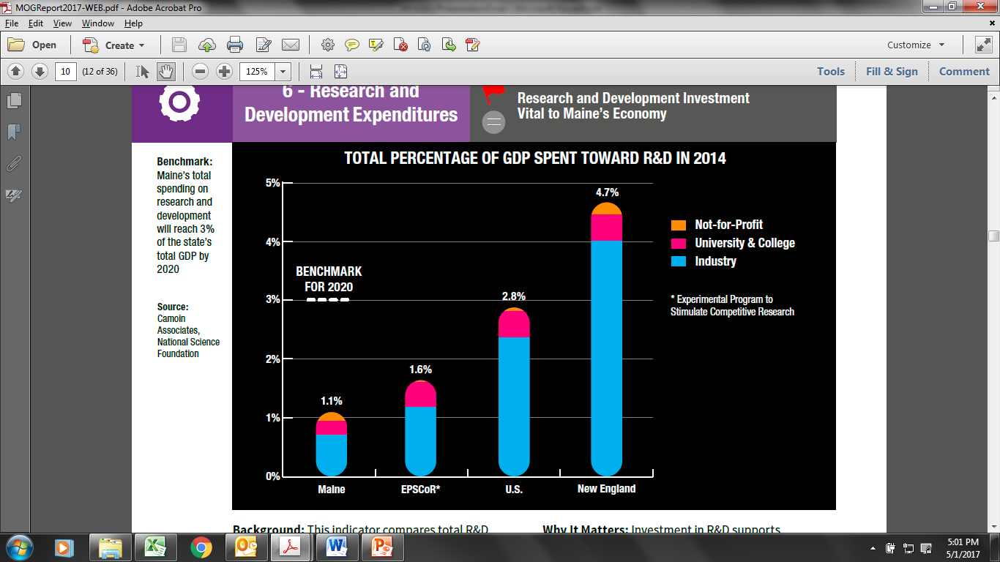 MOGReport2017-WEB.pdf - Adobe Acrobat Pro
File Edit View Window Help
Open Create Customize
10 (12 of 36) 125% Tools Fill & Sign Comment
6 - Research and
Development Expenditures
Research and Development Investment
Vital to Maine's Economy
Benchmark:
Maine's total
spending on
research and
development
will reach 3%
of the state's
total GDP by
2020
Source:
Camoin
Associates,
National Science
Foundation
TOTAL PERCENTAGE OF GDP SPENT TOWARD R&D IN 2014
5%
4%
3%
2%
1%
0%
BENCHMARK
FOR 2020
1.1%
1.6%
2.8%
4.7%
Maine EPSCoR* U.S. New England
Not-for-Profit
University & College
Industry
* Experimental Program to
Stimulate Competitive Research
Background: This indicator compares total R&D
Why It Matters: Investment in R&D supports
5:01 PM
5/1/2017